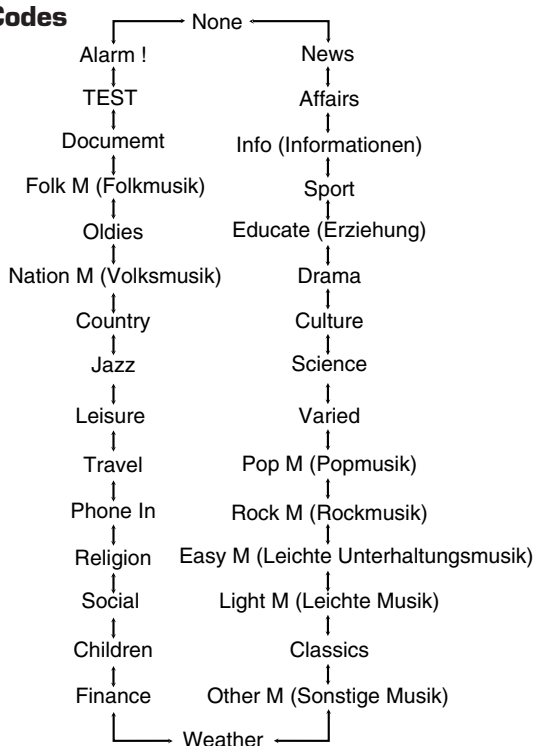 Codes
None
Alarm !
News
TEST
Affairs
Documemt
Info (Informationen)
Folk M (Folkmusik)
Sport
Oldies
Educate (Erziehung)
Nation M (Volksmusik)
Drama
Country
Culture
Jazz
Science
Leisure
Varied
Travel
Pop M (Popmusik)
Phone In
Rock M (Rockmusik)
Religion
Easy M (Leichte Unterhaltungsmusik)
Social
Light M (Leichte Musik)
Children
Classics
Finance
Other M (Sonstige Musik)
Weather